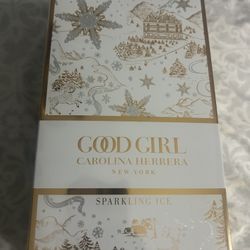 GOOD GIRL
CAROLINA HERRERA
NEW YORK
SPARKLING ICE